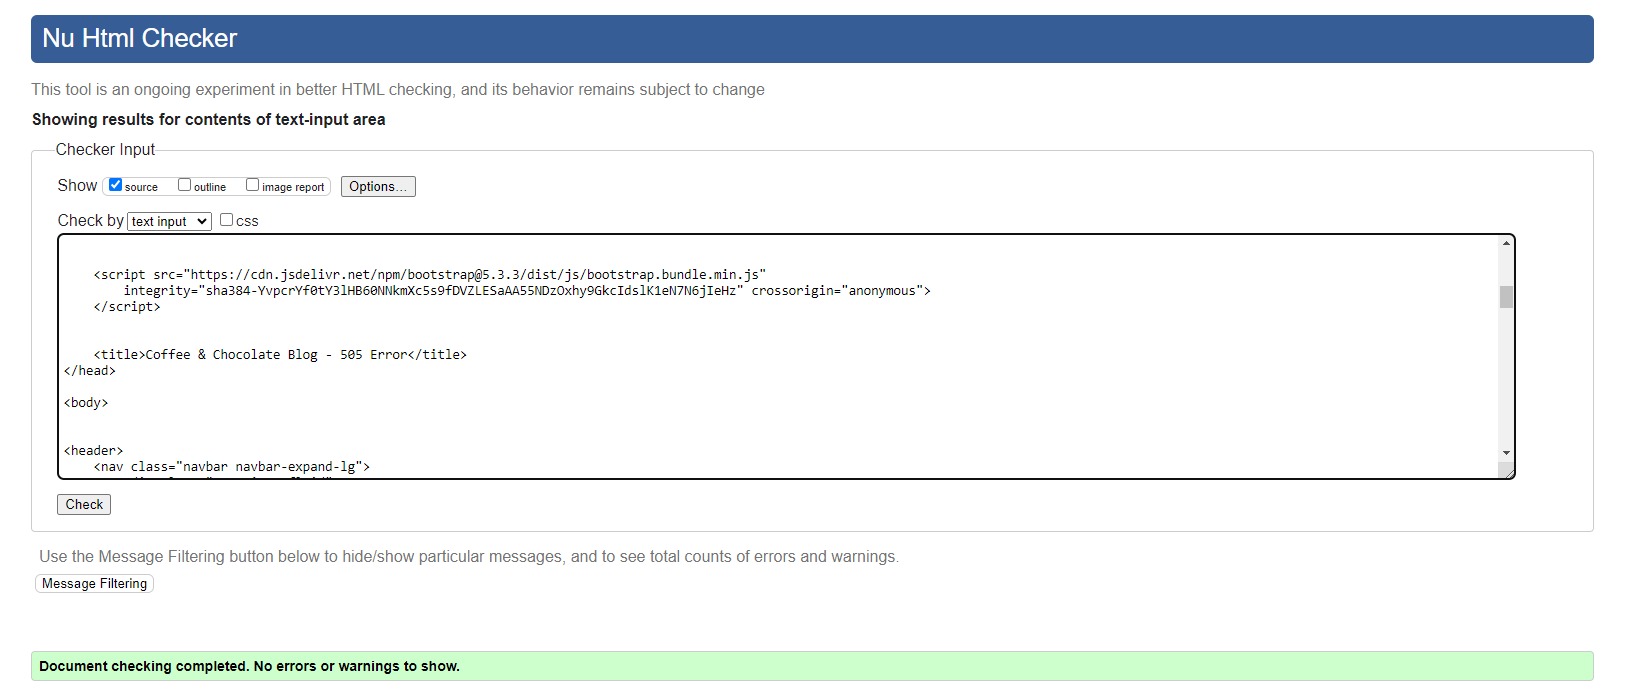 Nu Html Checker
This tool is an ongoing experiment in better HTML checking, and its behavior remains subject to change
Showing results for contents of text-input area
Checker Input
Show source outline image report Options...
Check by text input css
<script src="https://cdn.jsdelivr.net/npm/bootstrap@5.3.3/dist/js/bootstrap.bundle.min.js"
integrity="sha384-YvpcrYf0tY3lHB60NNkmXc5s9fDVZLESaAA55NDzOxhy9GkcIdslK1eN7N6jIeHz" crossorigin="anonymous">
</script>
<title>Coffee & Chocolate Blog - 505 Error</title>
</head>
<body>
<header>
<nav class="navbar navbar-expand-lg">
Check
Use the Message Filtering button below to hide/show particular messages, and to see total counts of errors and warnings.
Message Filtering
Document checking completed. No errors or warnings to show.